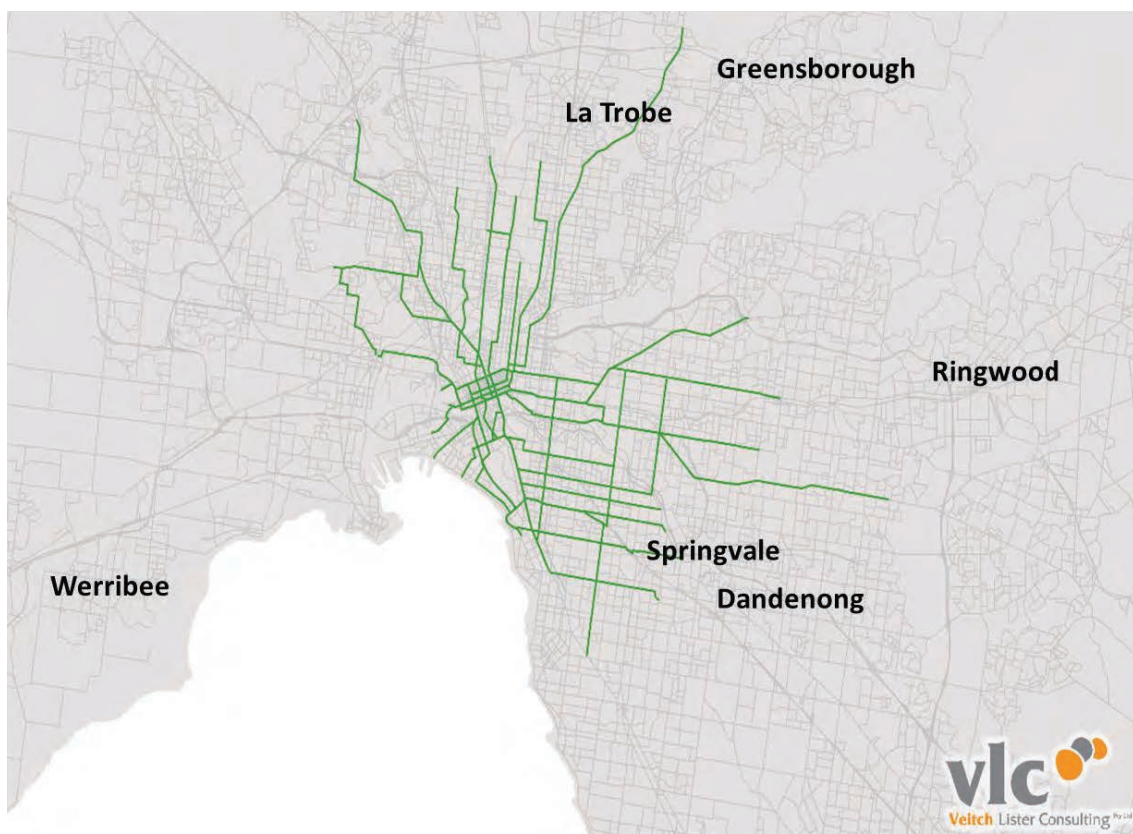 Greensborough
La Trobe
Ringwood
Springvale
Werribee
Dandenong
vlc
Veitch Lister Consulting Pty Ltd